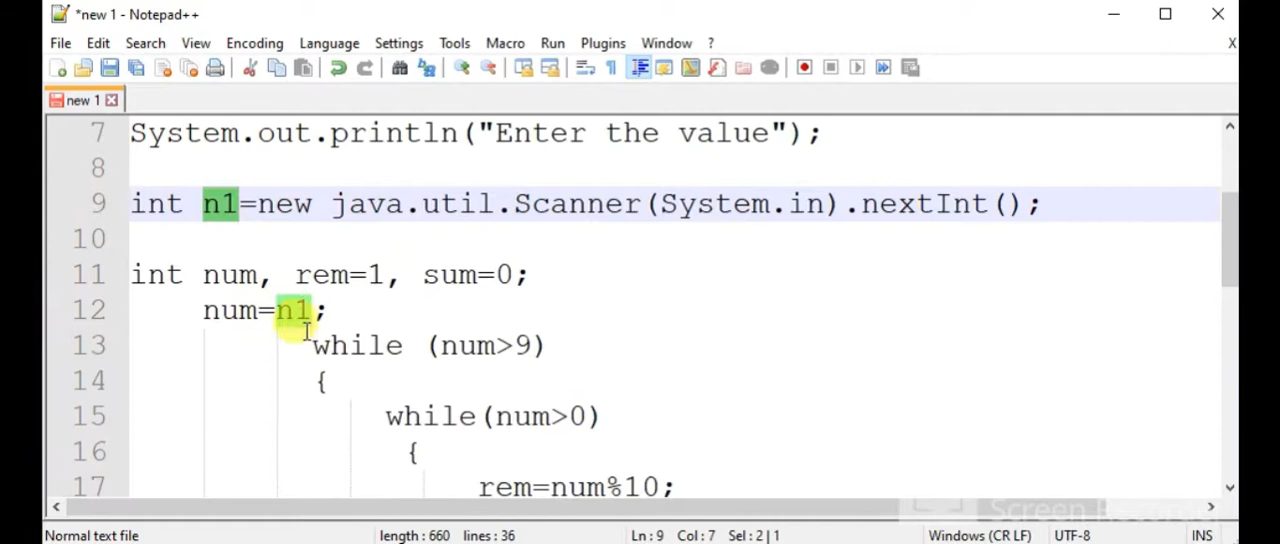 *new 1 - Notepad++
File Edit Search View Encoding Language Settings Tools Macro Run Plugins Window ? X
new 1
7 System.out.println("Enter the value");
8
9 int n1=new java.util.Scanner(System.in).nextInt();
10
11 int num, rem=1, sum=0;
12 num=n1;
13 while (num>9)
14 {
15 while(num>0)
16 {
17 rem=num%10;
Normal text file length : 660 lines : 36 Ln : 9 Col : 7 Sel : 2 | 1 Windows (CR LF) UTF-8 INS